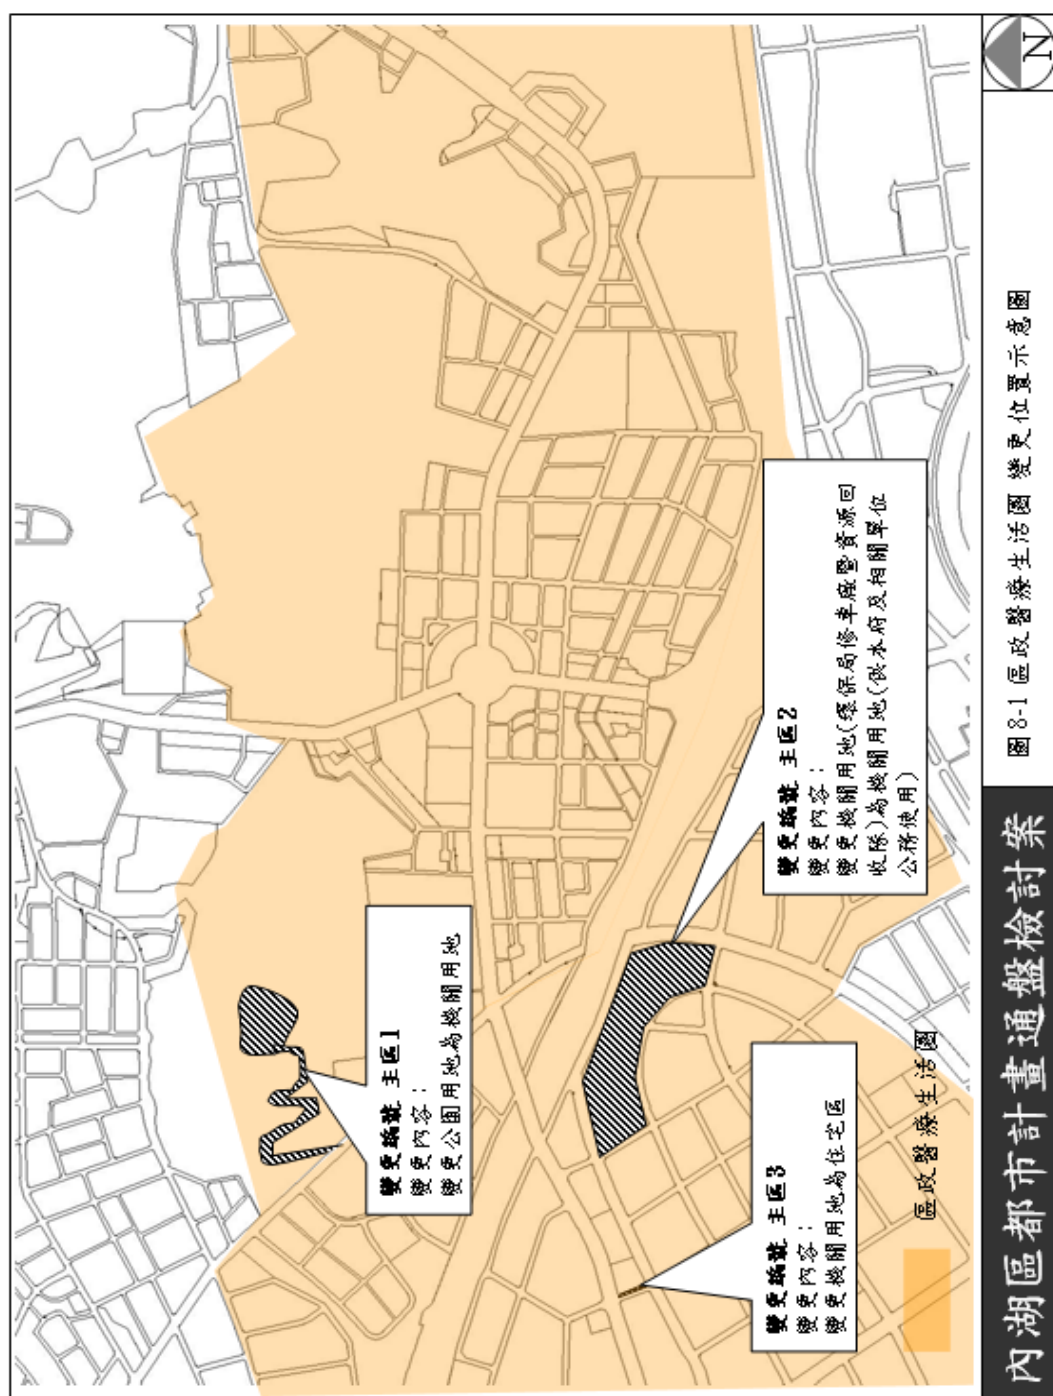 變更編號 主區1
變更內容：
變更公園用地為機關用地
變更編號 主區2
變更內容：
變更機關用地(環保局修車廠暨資源回
收隊)為機關用地(供本府及相關單位
公務使用)
變更編號 主區3
變更內容：
變更機關用地為住宅區
區政醫療生活圈
內湖區都市計畫通盤檢討案
圖 8-1 區政醫療生活圈 變更位置示意圖
N